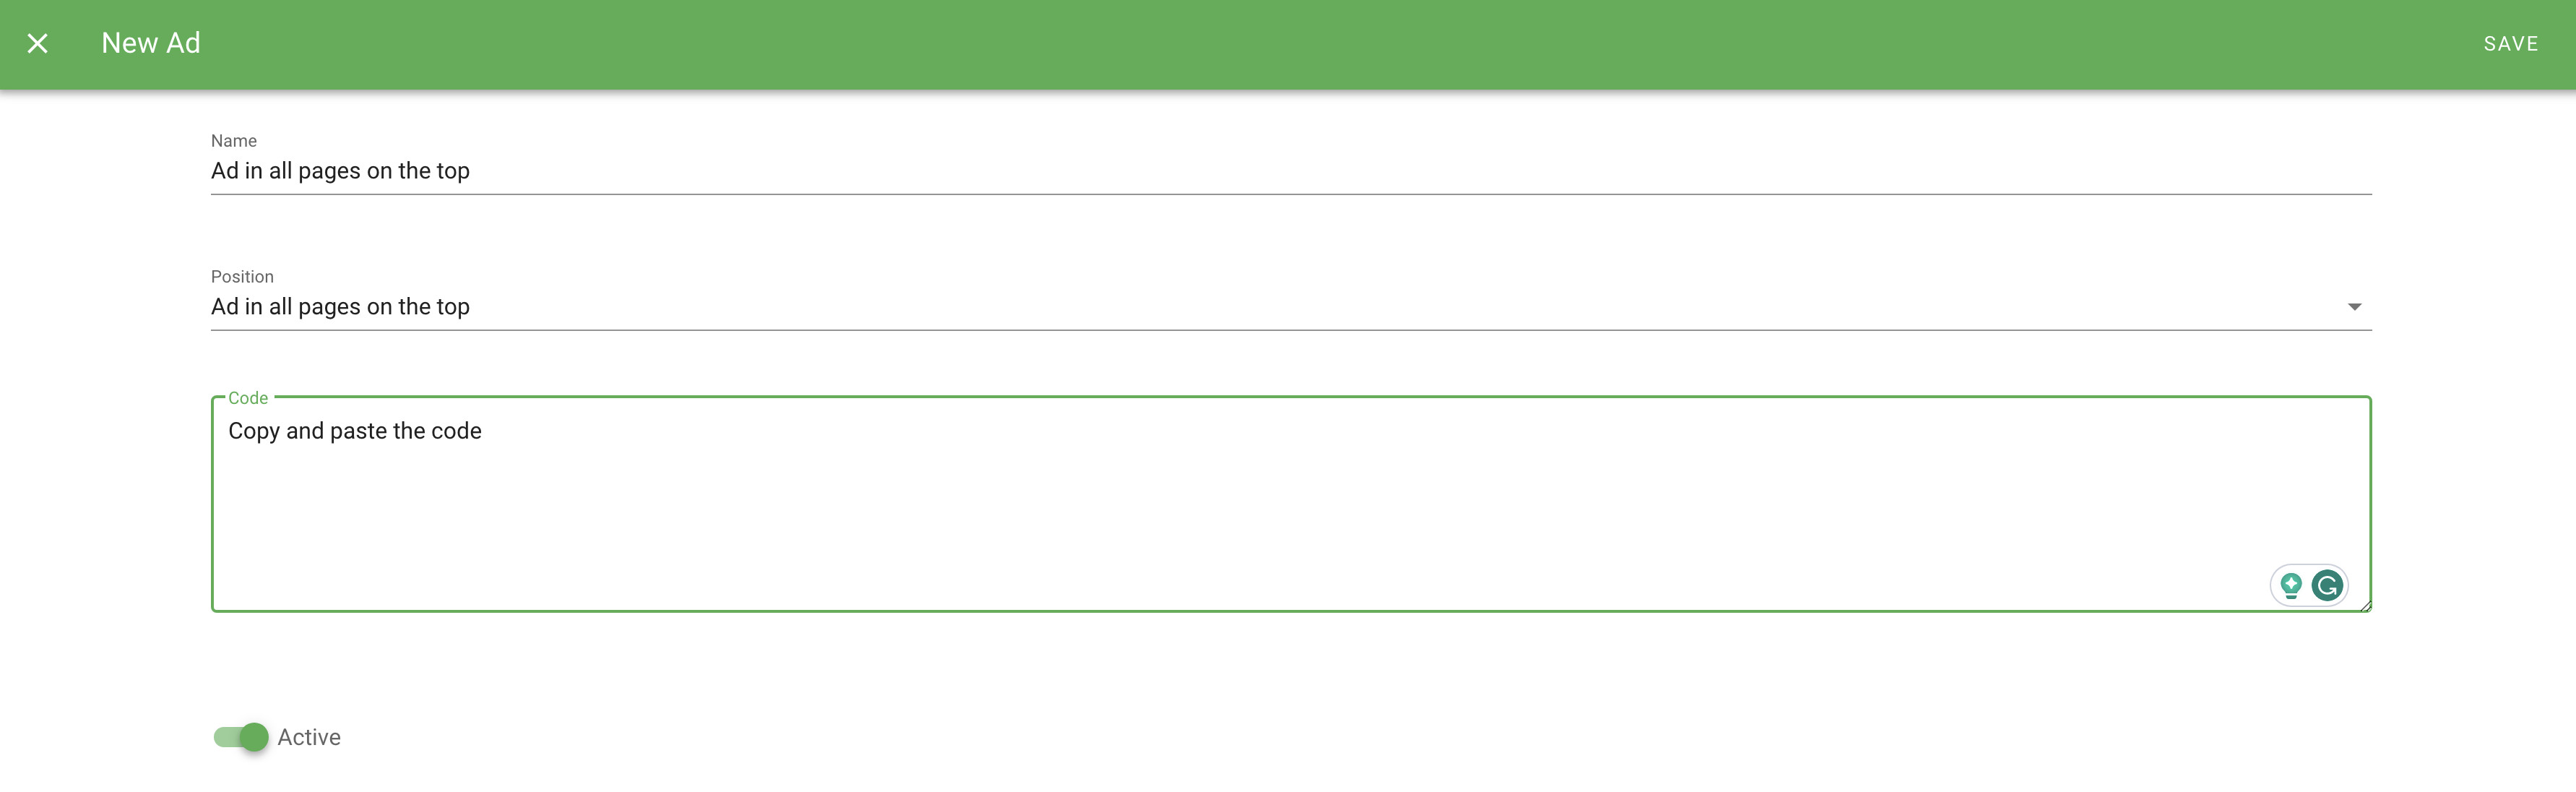 New Ad
SAVE
Name
Ad in all pages on the top
Position
Ad in all pages on the top
Code
Copy and paste the code
Active